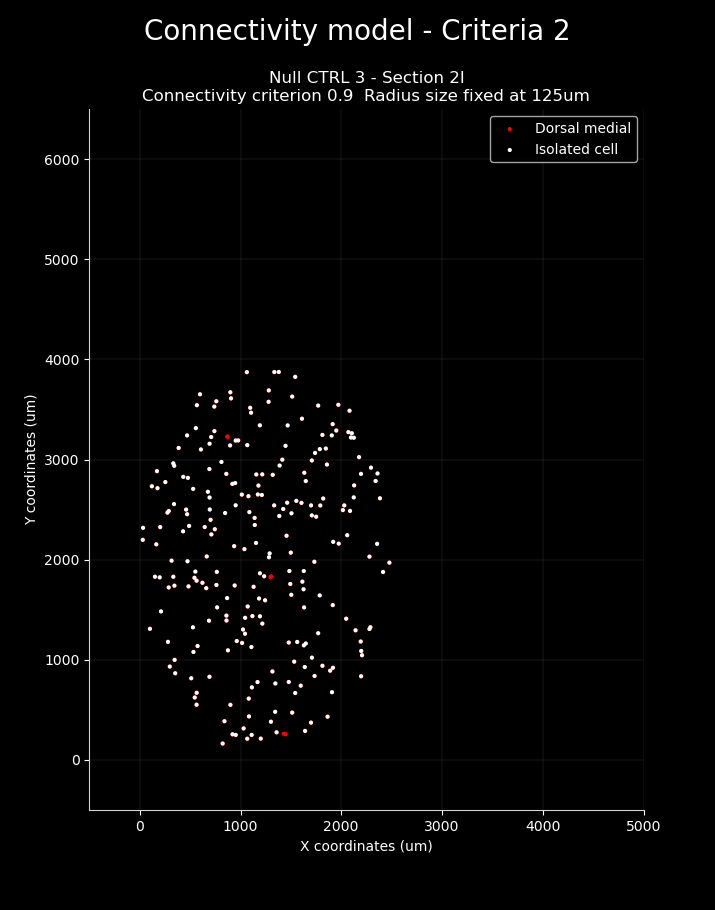 Connectivity model - Criteria 2
Null CTRL 3 - Section 2l
Connectivity criterion 0.9  Radius size fixed at 125um
Dorsal medial
Isolated cell
6000
5000
4000
3000
2000
1000
0
Y coordinates (um)
0 1000 2000 3000 4000 5000
X coordinates (um)